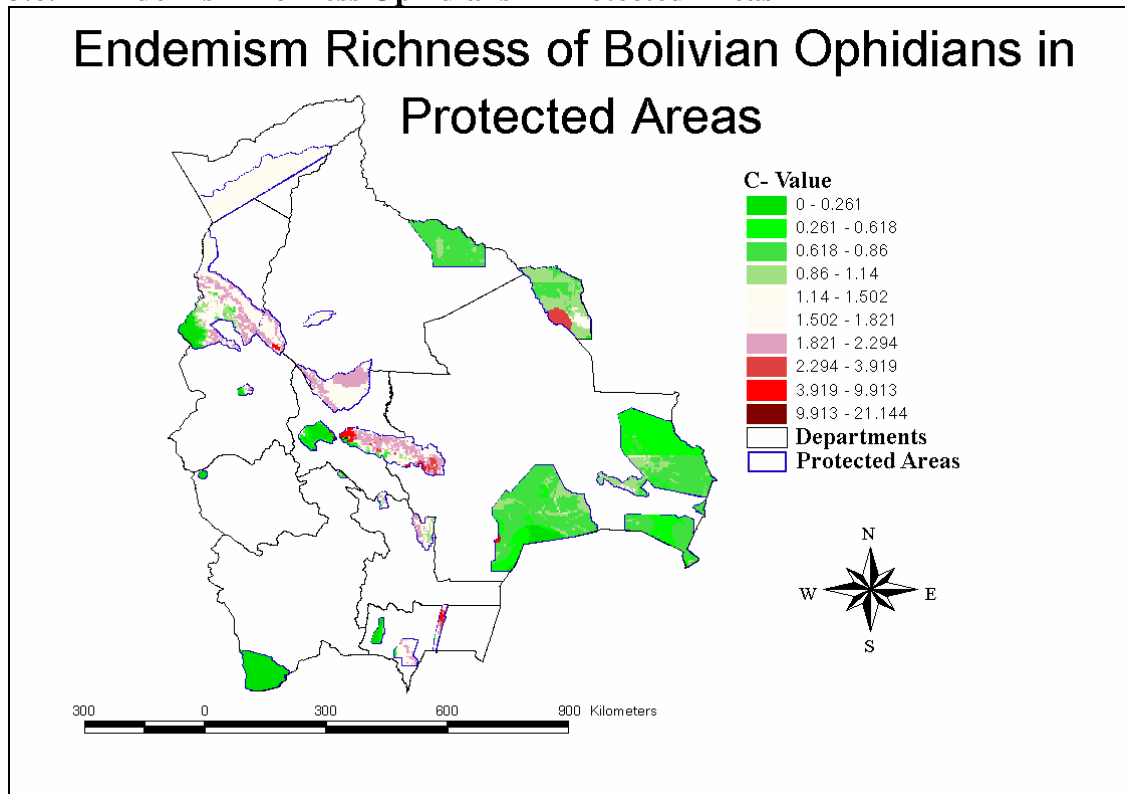 Endemism Richness of Bolivian Ophidians in
Protected Areas
C- Value
0 - 0.261
0.261 - 0.618
0.618 - 0.86
0.86 - 1.14
1.14 - 1.502
1.502 - 1.821
1.821 - 2.294
2.294 - 3.919
3.919 - 9.913
9.913 - 21.144
Departments
Protected Areas
N
W E
S
300 0 300 600 900 Kilometers